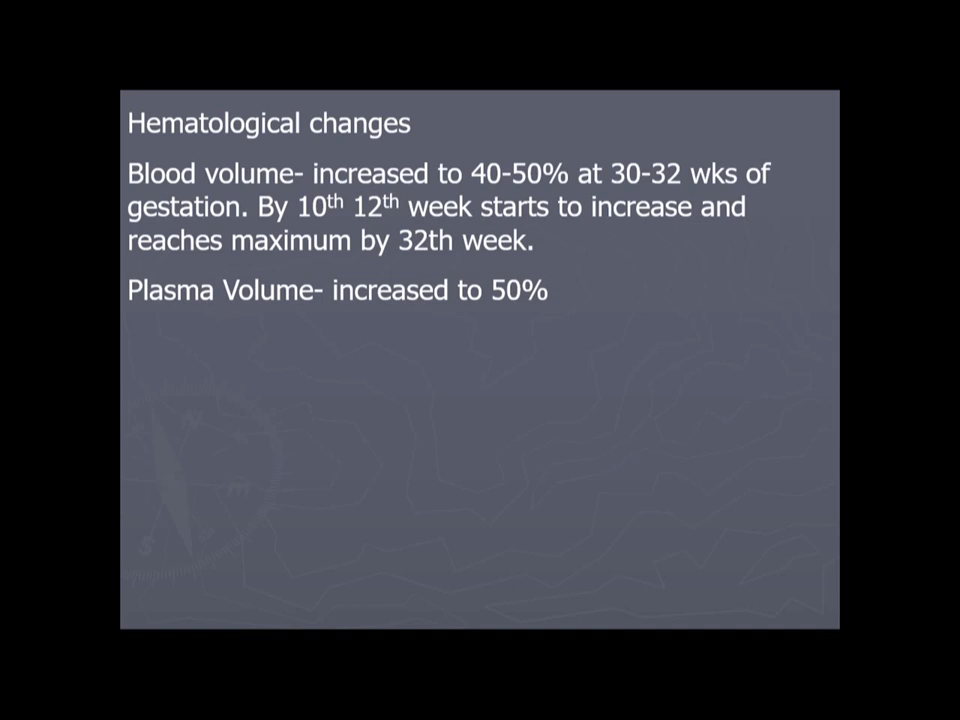 Hematological changes
Blood volume- increased to 40-50% at 30-32 wks of
gestation. By 10th 12th week starts to increase and
reaches maximum by 32th week.
Plasma Volume- increased to 50%